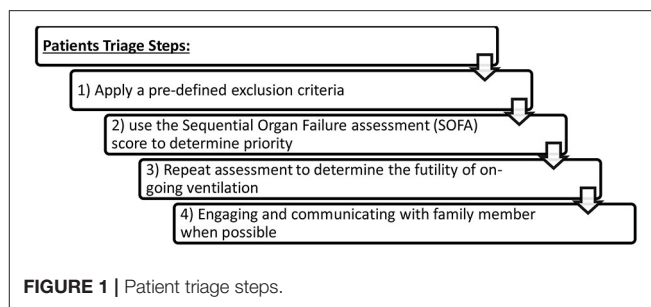 Patients Triage Steps:
1) Apply a pre-defined exclusion criteria
2) use the Sequential Organ Failure assessment (SOFA)
score to determine priority
3) Repeat assessment to determine the futility of on-
going ventilation
4) Engaging and communicating with family member
when possible
FIGURE 1 | Patient triage steps.